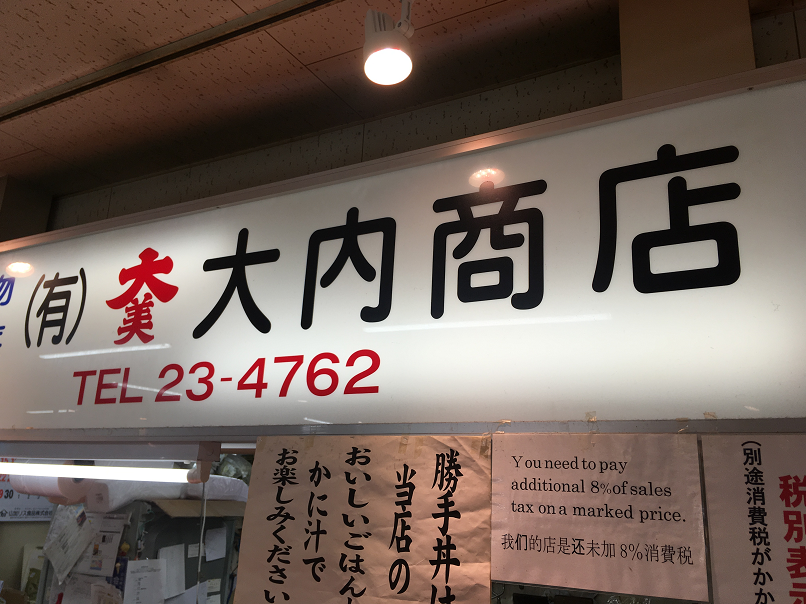 (有) 大美 大内商店
TEL 23-4762
勝手丼は
当店の
おいしいごはんと
かに汁で
お楽しみください
You need to pay
additional 8% of sales
tax on a marked price.
我们的店是还未加 8% 消費税
税別表示
(別途消費税がかか